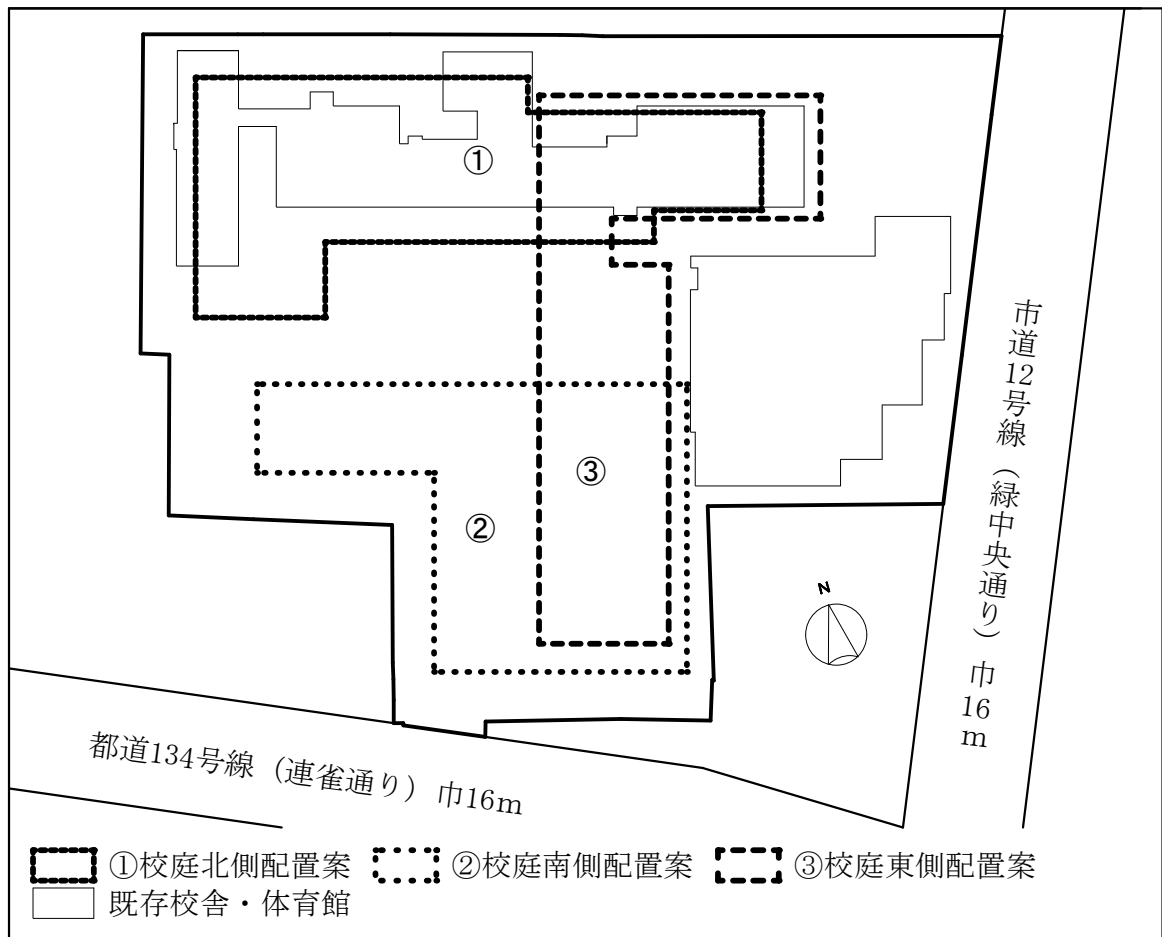 ①
③
②
市道12号線（緑中央通り）巾16m
N
都道134号線（連雀通り）巾16m
①校庭北側配置案 ②校庭南側配置案 ③校庭東側配置案
既存校舎・体育館